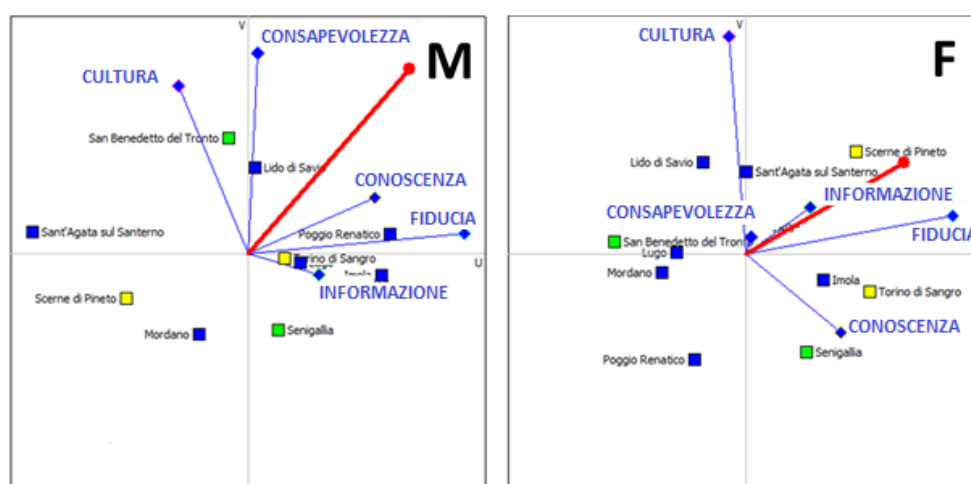 V
CONSAPEVOLEZZA
M
CULTURA
San Benedetto del Tronto
Lido di Savio
CONOSCENZA
FIDUCIA
Sant'Agata sul Santerno
Poggio Renatico
Torino di Sangro
U
Imola
Scerne di Pineto
INFORMAZIONE
Mordano
Senigallia
V
CULTURA
F
Scerne di Pineto
Lido di Savio
Sant'Agata sul Santerno
INFORMAZIONE
CONSAPEVOLEZZA
FIDUCIA
San Benedetto del Tronto
Lugo
Mordano
Imola
Torino di Sangro
CONOSCENZA
Poggio Renatico
Senigallia